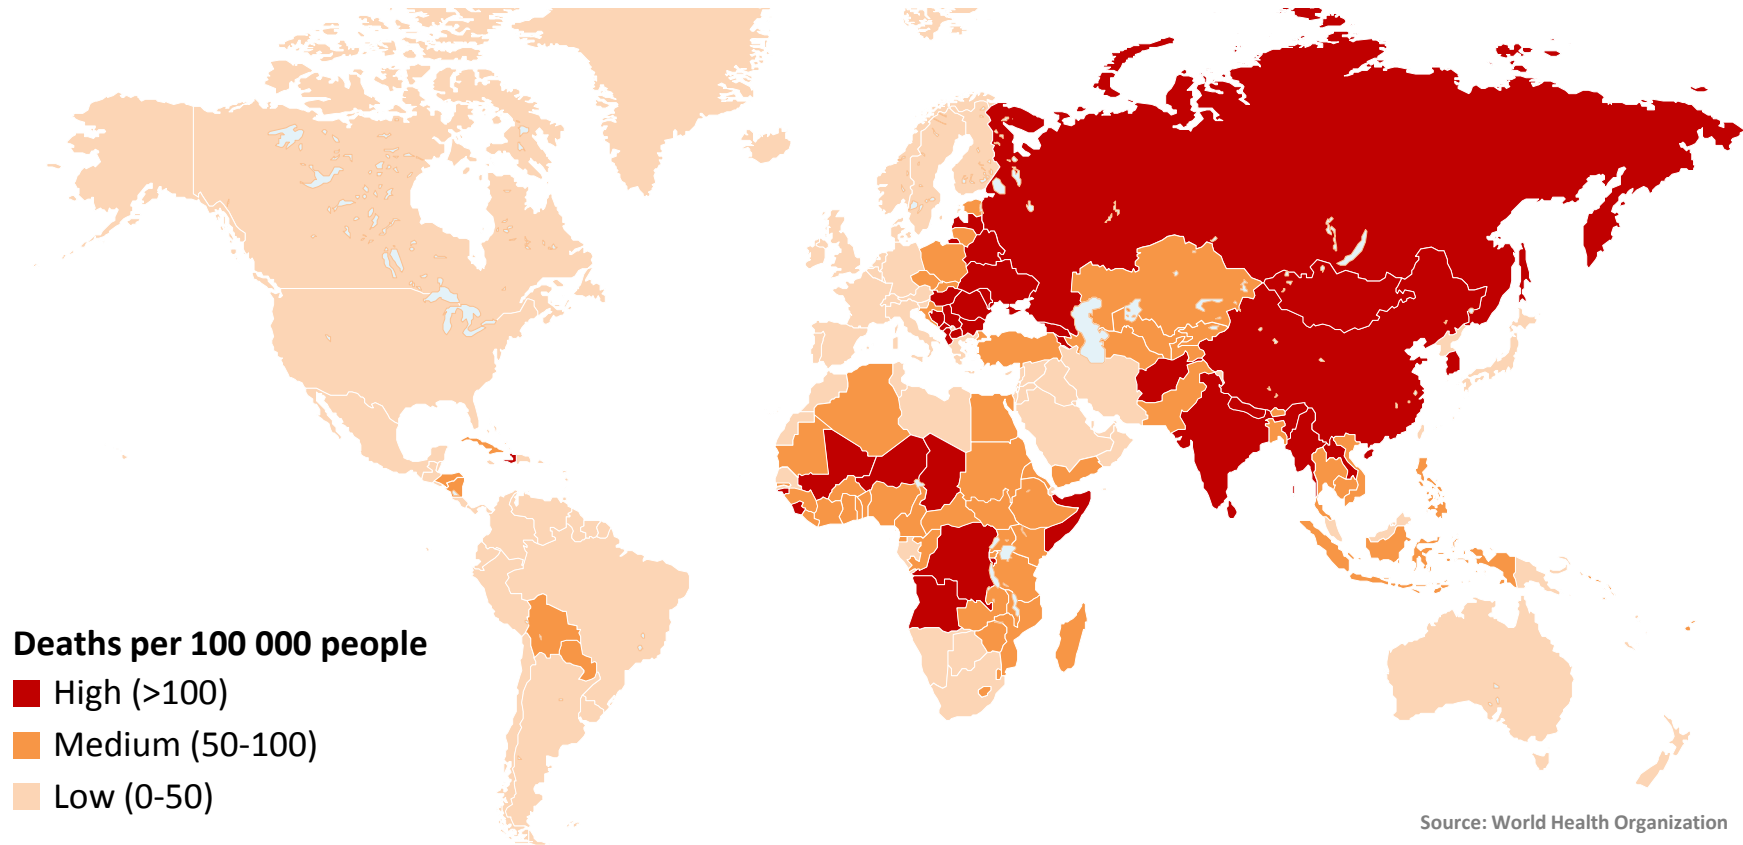 Deaths per 100 000 people
High (>100)
Medium (50-100)
Low (0-50)
Source: World Health Organization